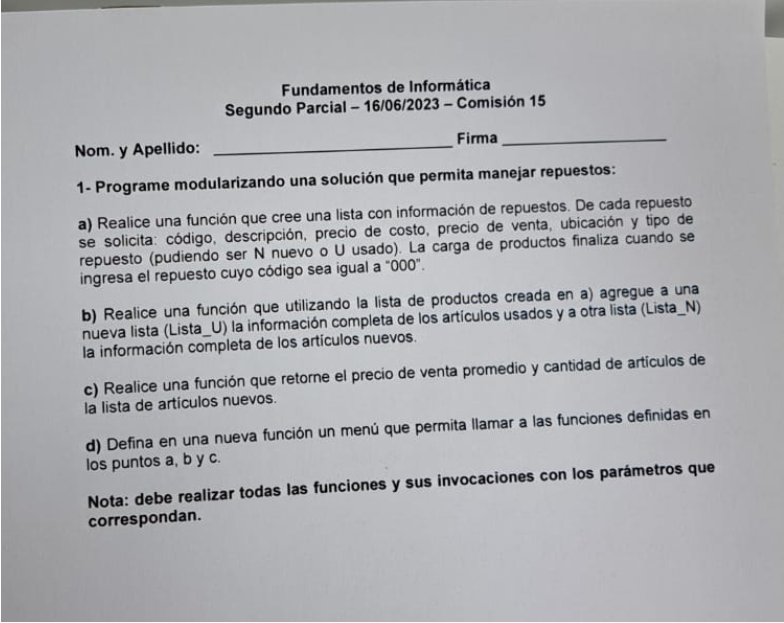 Fundamentos de Informática
Segundo Parcial – 16/06/2023 – Comisión 15
Nom. y Apellido: ______________________ Firma ______________
1- Programe modularizando una solución que permita manejar repuestos:
a) Realice una función que cree una lista con información de repuestos. De cada repuesto
se solicita: código, descripción, precio de costo, precio de venta, ubicación y tipo de
repuesto (pudiendo ser N nuevo o U usado). La carga de productos finaliza cuando se
ingresa el repuesto cuyo código sea igual a "000".
b) Realice una función que utilizando la lista de productos creada en a) agregue a una
nueva lista (Lista_U) la información completa de los artículos usados y a otra lista (Lista_N)
la información completa de los artículos nuevos.
c) Realice una función que retorne el precio de venta promedio y cantidad de artículos de
la lista de artículos nuevos.
d) Defina en una nueva función un menú que permita llamar a las funciones definidas en
los puntos a, b y c.
Nota: debe realizar todas las funciones y sus invocaciones con los parámetros que
correspondan.